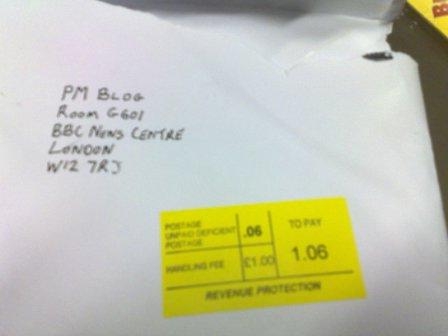 PM BLOG
ROOM G601
BBC NEWS CENTRE
LONDON
W12 7RJ
POSTAGE
UNPAID DEFICIENT
POSTAGE
.06
TO PAY
HANDLING FEE
£1.00
1.06
REVENUE PROTECTION